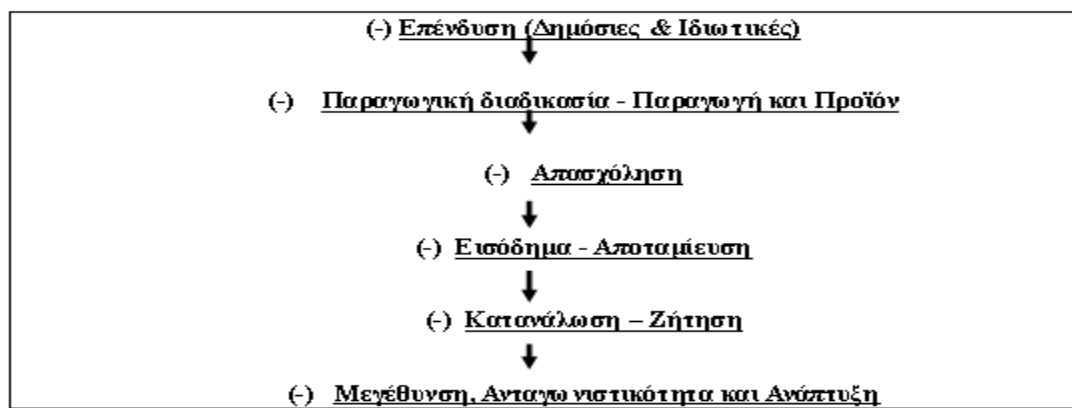 (-) Επένδυση (Δημόσιες & Ιδιωτικές)
(-) Παραγωγική διαδικασία - Παραγωγή και Προϊόν
(-) Απασχόληση
(-) Εισόδημα - Αποταμίευση
(-) Κατανάλωση – Ζήτηση
(-) Μεγέθυνση, Ανταγωνιστικότητα και Ανάπτυξη